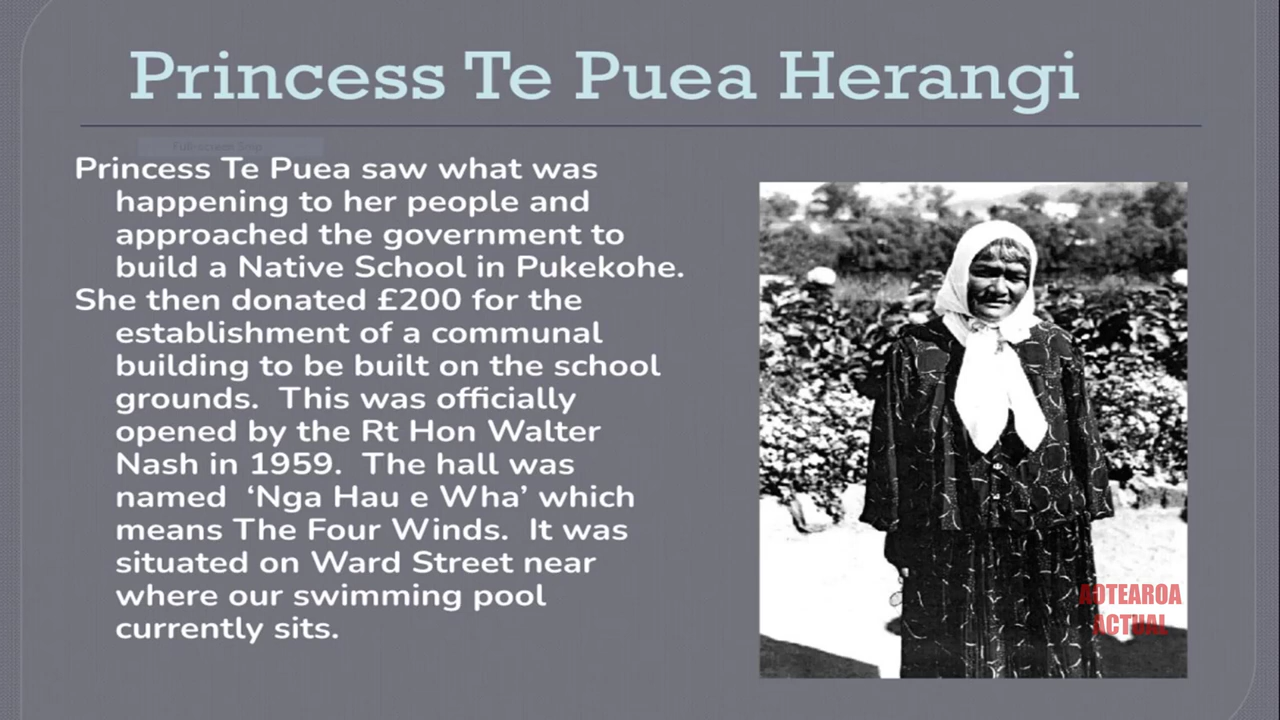 Princess Te Puea Herangi
Full-screen Snip
Princess Te Puea saw what was
happening to her people and
approached the government to
build a Native School in Pukekohe.
She then donated £200 for the
establishment of a communal
building to be built on the school
grounds.  This was officially
opened by the Rt Hon Walter
Nash in 1959.  The hall was
named  ‘Nga Hau e Wha’ which
means The Four Winds.  It was
situated on Ward Street near
where our swimming pool
currently sits.
AOTEAROA
ACTUAL